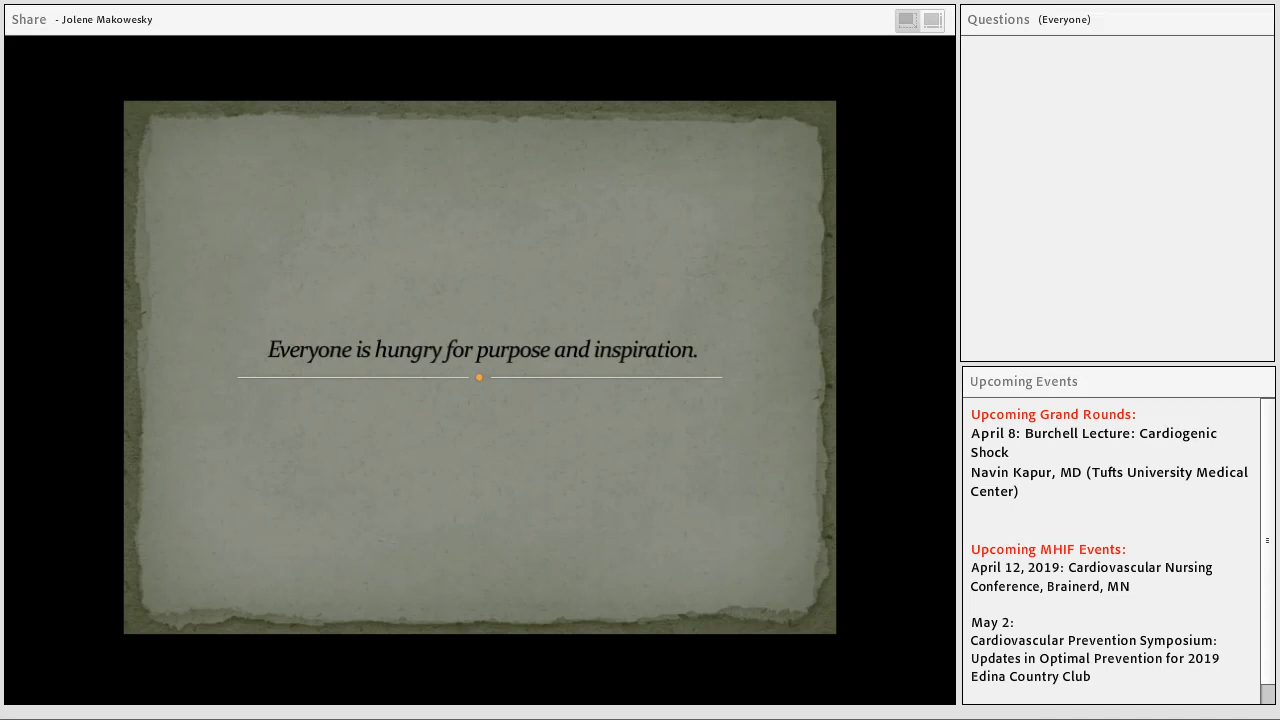 Share - Jolene Makowesky
Everyone is hungry for purpose and inspiration.
Questions (Everyone)
Upcoming Events
Upcoming Grand Rounds:
April 8: Burchell Lecture: Cardiogenic
Shock
Navin Kapur, MD (Tufts University Medical
Center)
Upcoming MHIF Events:
April 12, 2019: Cardiovascular Nursing
Conference, Brainerd, MN
May 2:
Cardiovascular Prevention Symposium:
Updates in Optimal Prevention for 2019
Edina Country Club